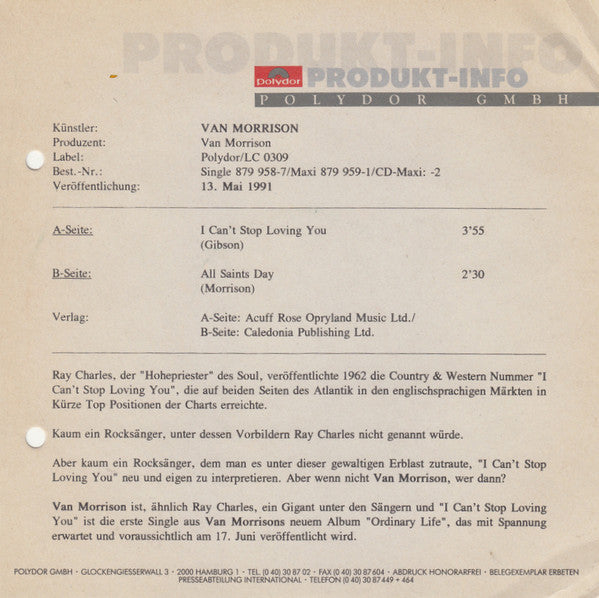 PRODUKT-INFO
polydor PRODUKT-INFO
POLYDOR GMBH
Künstler: VAN MORRISON
Produzent: Van Morrison
Label: Polydor/LC 0309
Best.-Nr.: Single 879 958-7/Maxi 879 959-1/CD-Maxi: -2
Veröffentlichung: 13. Mai 1991
A-Seite: I Can't Stop Loving You 3'55
(Gibson)
B-Seite: All Saints Day 2'30
(Morrison)
Verlag: A-Seite: Acuff Rose Opryland Music Ltd./
B-Seite: Caledonia Publishing Ltd.
Ray Charles, der "Hohepriester" des Soul, veröffentlichte 1962 die Country & Western Nummer "I
Can't Stop Loving You", die auf beiden Seiten des Atlantik in den englischsprachigen Märkten in
Kürze Top Positionen der Charts erreichte.
Kaum ein Rocksänger, unter dessen Vorbildern Ray Charles nicht genannt würde.
Aber kaum ein Rocksänger, dem man es unter dieser gewaltigen Erblast zutraute, "I Can't Stop
Loving You" neu und eigen zu interpretieren. Aber wenn nicht Van Morrison, wer dann?
Van Morrison ist, ähnlich Ray Charles, ein Gigant unter den Sängern und "I Can't Stop Loving
You" ist die erste Single aus Van Morrisons neuem Album "Ordinary Life", das mit Spannung
erwartet und voraussichtlich am 17. Juni veröffentlicht wird.
POLYDOR GMBH · GLOCKENGIESSERWALL 3 · 2000 HAMBURG 1 · TEL. (0 40) 30 87 02 · FAX (0 40) 30 87 604 · ABDRUCK HONORARFREI · BELEGEXEMPLAR ERBETEN
PRESSEABTEILUNG INTERNATIONAL · TELEFON (0 40) 30 87 449 + 464